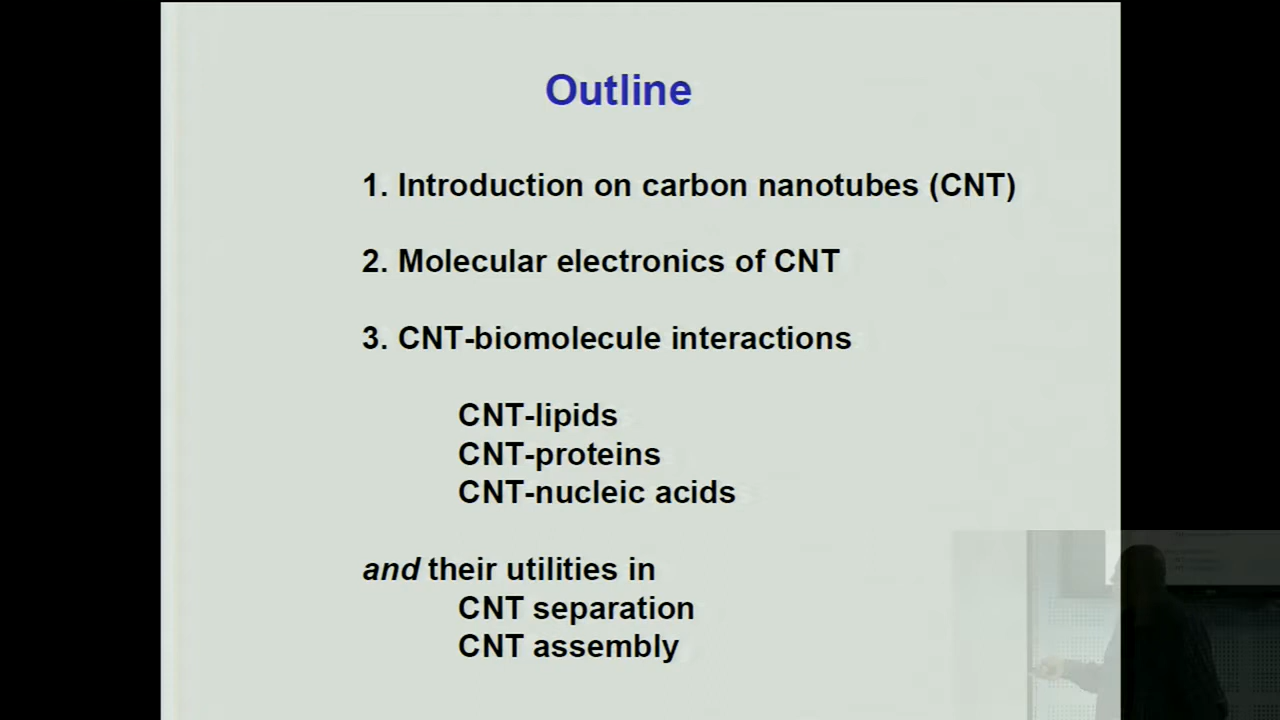 Outline
1. Introduction on carbon nanotubes (CNT)
2. Molecular electronics of CNT
3. CNT-biomolecule interactions
CNT-lipids
CNT-proteins
CNT-nucleic acids
and their utilities in
CNT separation
CNT assembly